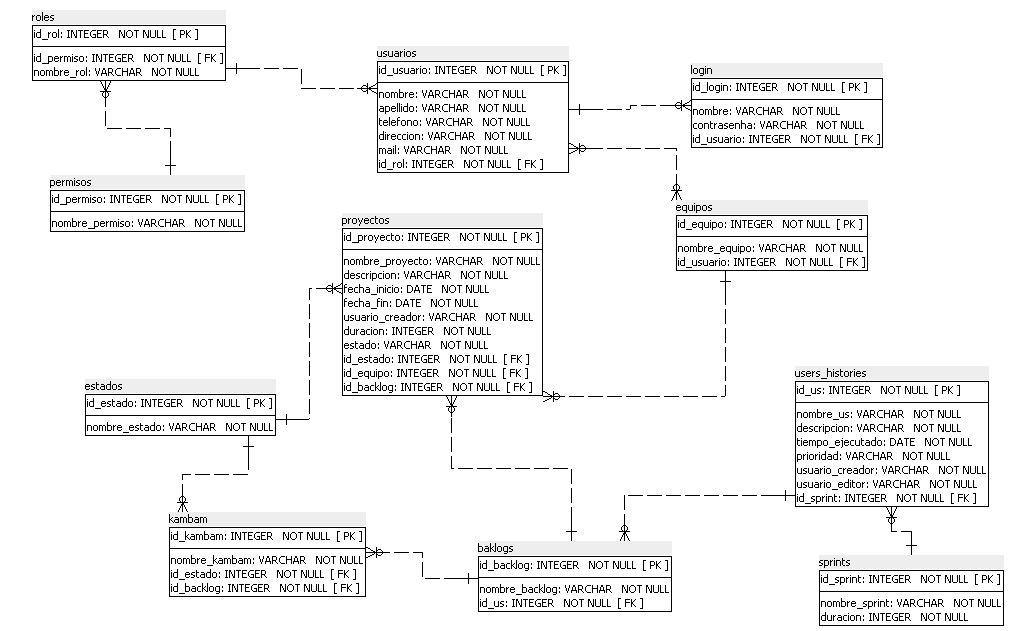 roles
id_rol: INTEGER NOT NULL [ PK ]
id_permiso: INTEGER NOT NULL [ FK ]
nombre_rol: VARCHAR NOT NULL
usuarios
id_usuario: INTEGER NOT NULL [ PK ]
nombre: VARCHAR NOT NULL
apellido: VARCHAR NOT NULL
telefono: VARCHAR NOT NULL
direccion: VARCHAR NOT NULL
mail: VARCHAR NOT NULL
id_rol: INTEGER NOT NULL [ FK ]
login
id_login: INTEGER NOT NULL [ PK ]
nombre: VARCHAR NOT NULL
contrasenha: VARCHAR NOT NULL
id_usuario: INTEGER NOT NULL [ FK ]
permisos
id_permiso: INTEGER NOT NULL [ PK ]
nombre_permiso: VARCHAR NOT NULL
equipos
id_equipo: INTEGER NOT NULL [ PK ]
nombre_equipo: VARCHAR NOT NULL
id_usuario: INTEGER NOT NULL [ FK ]
proyectos
id_proyecto: INTEGER NOT NULL [ PK ]
nombre_proyecto: VARCHAR NOT NULL
descripcion: VARCHAR NOT NULL
fecha_inicio: DATE NOT NULL
fecha_fin: DATE NOT NULL
usuario_creador: VARCHAR NOT NULL
duracion: INTEGER NOT NULL
estado: VARCHAR NOT NULL
id_estado: INTEGER NOT NULL [ FK ]
id_equipo: INTEGER NOT NULL [ FK ]
id_backlog: INTEGER NOT NULL [ FK ]
estados
id_estado: INTEGER NOT NULL [ PK ]
nombre_estado: VARCHAR NOT NULL
users_histories
id_us: INTEGER NOT NULL [ PK ]
nombre_us: VARCHAR NOT NULL
descripcion: VARCHAR NOT NULL
tiempo_ejecutado: DATE NOT NULL
prioridad: VARCHAR NOT NULL
usuario_creador: VARCHAR NOT NULL
usuario_editor: VARCHAR NOT NULL
id_sprint: INTEGER NOT NULL [ FK ]
kambam
id_kambam: INTEGER NOT NULL [ PK ]
nombre_kambam: VARCHAR NOT NULL
id_estado: INTEGER NOT NULL [ FK ]
id_backlog: INTEGER NOT NULL [ FK ]
baklogs
id_backlog: INTEGER NOT NULL [ PK ]
nombre_backlog: VARCHAR NOT NULL
id_us: INTEGER NOT NULL [ FK ]
sprints
id_sprint: INTEGER NOT NULL [ PK ]
nombre_sprint: VARCHAR NOT NULL
duracion: INTEGER NOT NULL